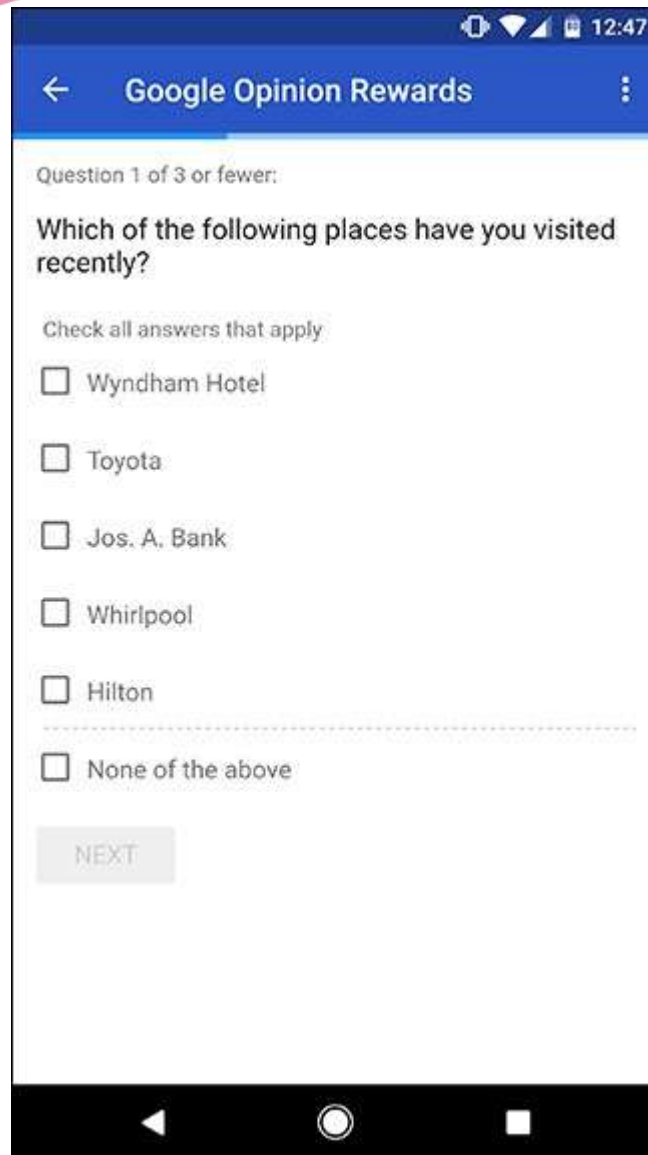 12:47
Google Opinion Rewards
Question 1 of 3 or fewer:
Which of the following places have you visited
recently?
Check all answers that apply
Wyndham Hotel
Toyota
Jos. A. Bank
Whirlpool
Hilton
None of the above
NEXT